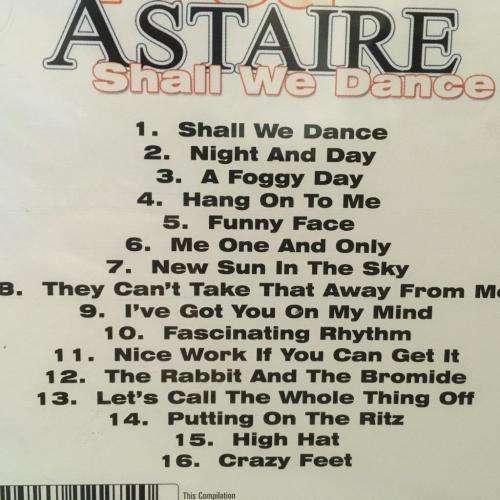 ASTAIRE
Shall We Dance
1. Shall We Dance
2. Night And Day
3. A Foggy Day
4. Hang On To Me
5. Funny Face
6. Me One And Only
7. New Sun In The Sky
8. They Can't Take That Away From Me
9. I've Got You On My Mind
10. Fascinating Rhythm
11. Nice Work If You Can Get It
12. The Rabbit And The Bromide
13. Let's Call The Whole Thing Off
14. Putting On The Ritz
15. High Hat
16. Crazy Feet
This Compilation